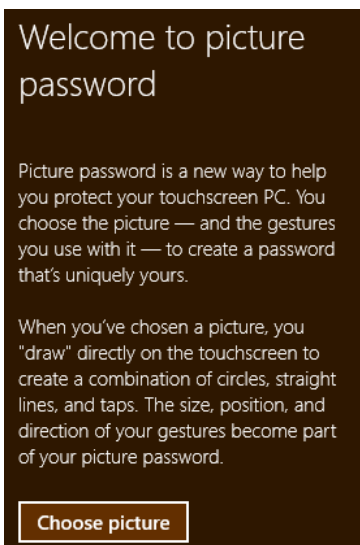 Welcome to picture
password
Picture password is a new way to help
you protect your touchscreen PC. You
choose the picture — and the gestures
you use with it — to create a password
that's uniquely yours.
When you've chosen a picture, you
"draw" directly on the touchscreen to
create a combination of circles, straight
lines, and taps. The size, position, and
direction of your gestures become part
of your picture password.
Choose picture